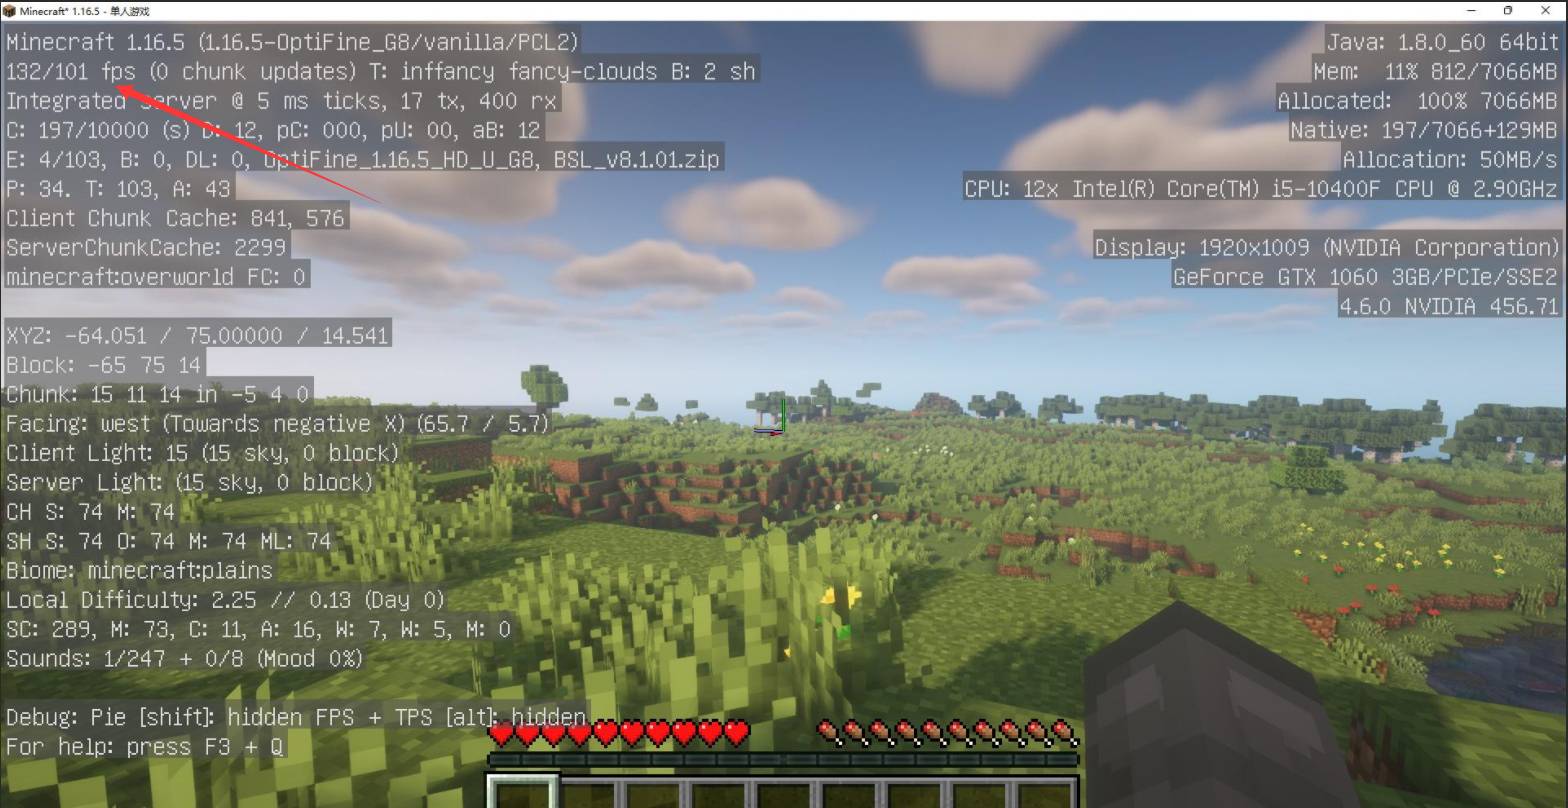 Minecraft* 1.16.5 - 单人游戏
Minecraft 1.16.5 (1.16.5-OptiFine_G8/vanilla/PCL2)
132/101 fps (0 chunk updates) T: inffancy fancy-clouds B: 2 sh
Integrated server @ 5 ms ticks, 17 tx, 400 rx
C: 197/10000 (s) D: 12, pC: 000, pU: 00, aB: 12
E: 4/103, B: 0, DL: 0, OptiFine_1.16.5_HD_U_G8, BSL_v8.1.01.zip
P: 34. T: 103, A: 43
Client Chunk Cache: 841, 576
ServerChunkCache: 2299
minecraft:overworld FC: 0
XYZ: -64.051 / 75.00000 / 14.541
Block: -65 75 14
Chunk: 15 11 14 in -5 4 0
Facing: west (Towards negative X) (65.7 / 5.7)
Client Light: 15 (15 sky, 0 block)
Server Light: (15 sky, 0 block)
CH S: 74 M: 74
SH S: 74 O: 74 M: 74 ML: 74
Biome: minecraft:plains
Local Difficulty: 2.25 // 0.13 (Day 0)
SC: 289, M: 73, C: 11, A: 16, W: 7, W: 5, M: 0
Sounds: 1/247 + 0/8 (Mood 0%)
Debug: Pie [shift]: hidden FPS + TPS [alt]: hidden
For help: press F3 + Q
Java: 1.8.0_60 64bit
Mem: 11% 812/7066MB
Allocated: 100% 7066MB
Native: 197/7066+129MB
Allocation: 50MB/s
CPU: 12x Intel(R) Core(TM) i5-10400F CPU @ 2.90GHz
Display: 1920x1009 (NVIDIA Corporation)
GeForce GTX 1060 3GB/PCIe/SSE2
4.6.0 NVIDIA 456.71